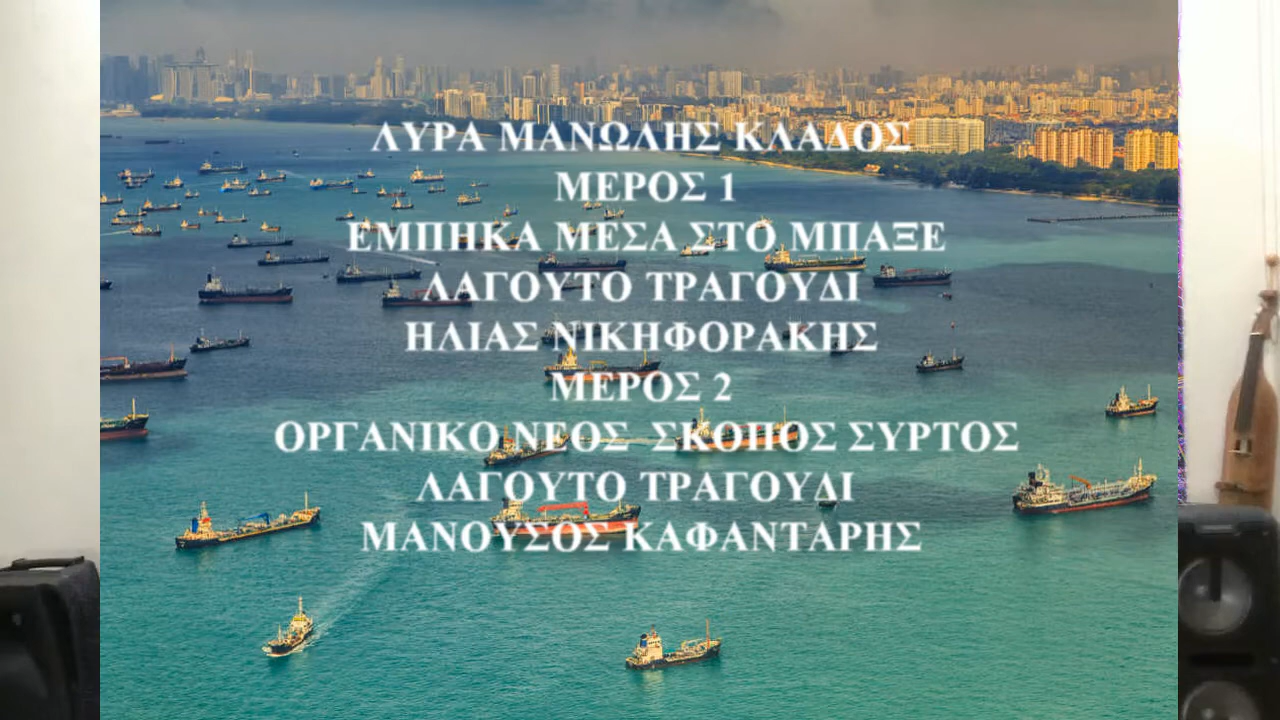 ΛΥΡΑ ΜΑΝΩΛΗΣ ΚΛΑΔΟΣ
ΜΕΡΟΣ 1
ΕΜΠΗΚΑ ΜΕΣΑ ΣΤΟ ΜΠΑΞΕ
ΛΑΓΟΥΤΟ ΤΡΑΓΟΥΔΙ
ΗΛΙΑΣ ΝΙΚΗΦΟΡΑΚΗΣ
ΜΕΡΟΣ 2
ΟΡΓΑΝΙΚΟ ΝΕΟΣ ΣΚΟΠΟΣ ΣΥΡΤΟΣ
ΛΑΓΟΥΤΟ ΤΡΑΓΟΥΔΙ
ΜΑΝΟΥΣΟΣ ΚΑΦΑΝΤΑΡΗΣ